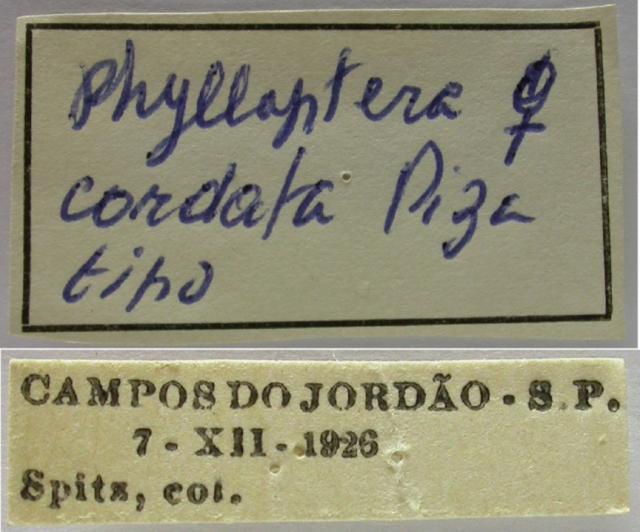 Phylloptera ♀
cordata Piza
tipo
CAMPOS DO JORDÃO - S. P.
7 - XII - 1926
Spitz, col.